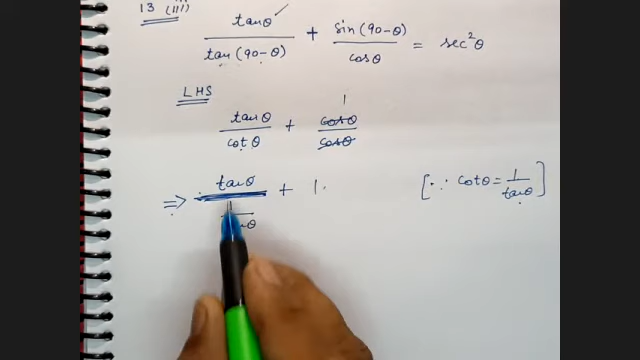 13 (iii)
tanθ / tan(90-θ) + sin(90-θ) / cosθ = sec²θ
LHS
tanθ / cotθ + cosθ / cosθ 1
⇒ tanθ / 1 / θ + 1. [∵ cotθ = 1 / tanθ]